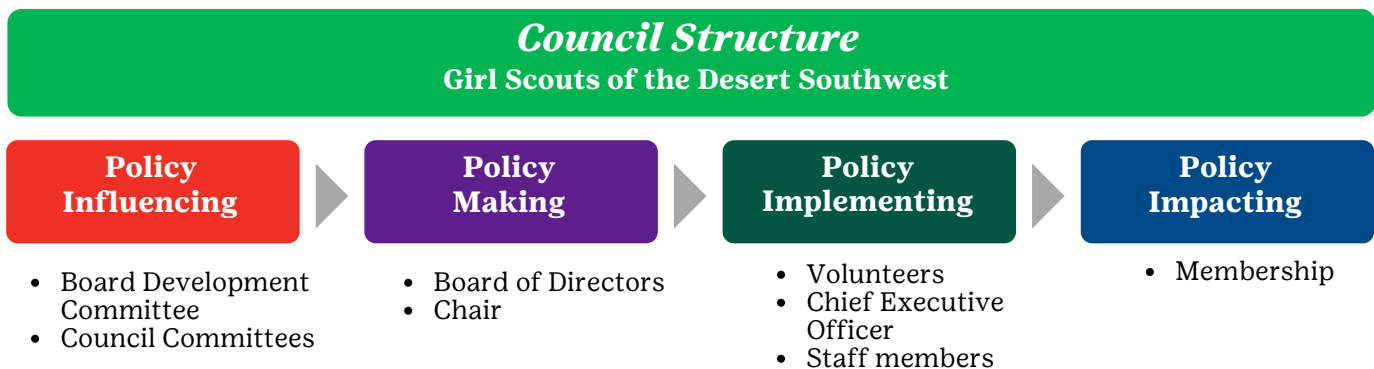 Council Structure
Girl Scouts of the Desert Southwest
Policy
Influencing
Policy
Making
Policy
Implementing
Policy
Impacting
• Board Development
Committee
• Council Committees
• Board of Directors
• Chair
• Volunteers
• Chief Executive
Officer
• Staff members
• Membership